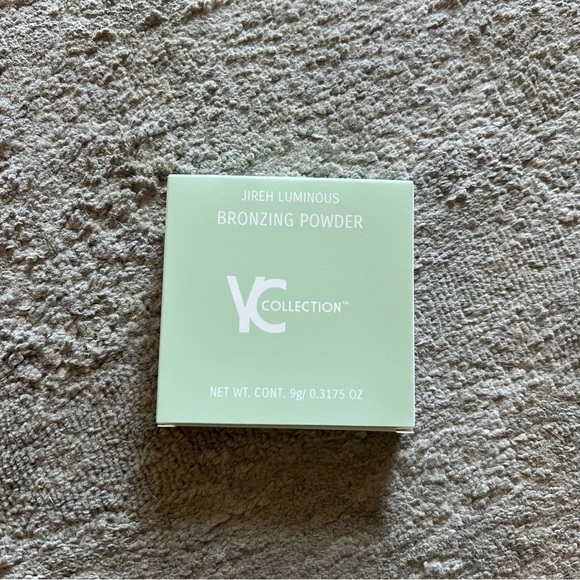 JIREH LUMINOUS
BRONZING POWDER
YC COLLECTION™
NET WT. CONT. 9g/ 0.3175 OZ